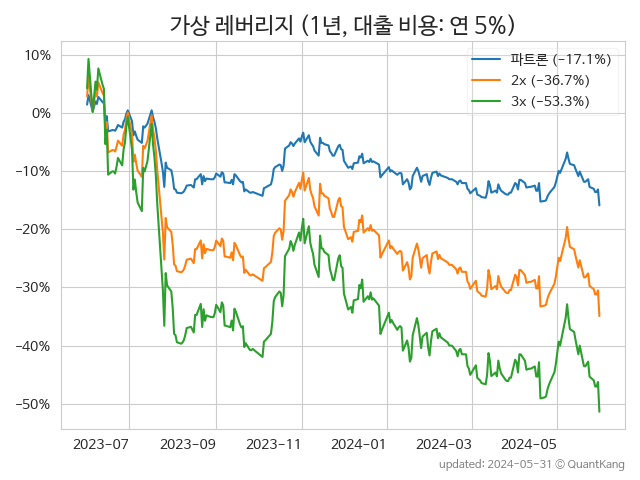 가상 레버리지 (1년, 대출 비용: 연 5%)
파트론 (−17.1%)
2x (−36.7%)
3x (−53.3%)
10%
0%
−10%
−20%
−30%
−40%
−50%
2023-07
2023-09
2023-11
2024-01
2024-03
2024-05
updated: 2024-05-31 © QuantKang